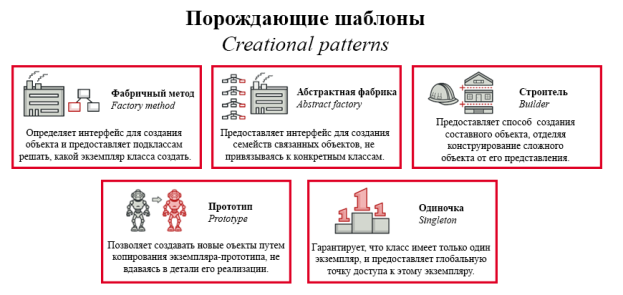 Порождающие шаблоны
Creational patterns
Фабричный метод
Factory method
Определяет интерфейс для создания
объекта и предоставляет подклассам
решать, какой экземпляр класса создать.
Абстрактная фабрика
Abstract factory
Предоставляет интерфейс для создания
семейств связанных объектов, не
привязываясь к конкретным классам.
Строитель
Builder
Предоставляет способ создания
составного объекта, отделяя
конструирование сложного
объекта от его представления.
Прототип
Prototype
Позволяет создавать новые оъекты путем
копирования экземпляра-прототипа, не
вдаваясь в детали его реализации.
1 1 1
Одиночка
Singleton
Гарантирует, что класс имеет только один
экземпляр, и предоставляет глобальную
точку доступа к этому экземпляру.